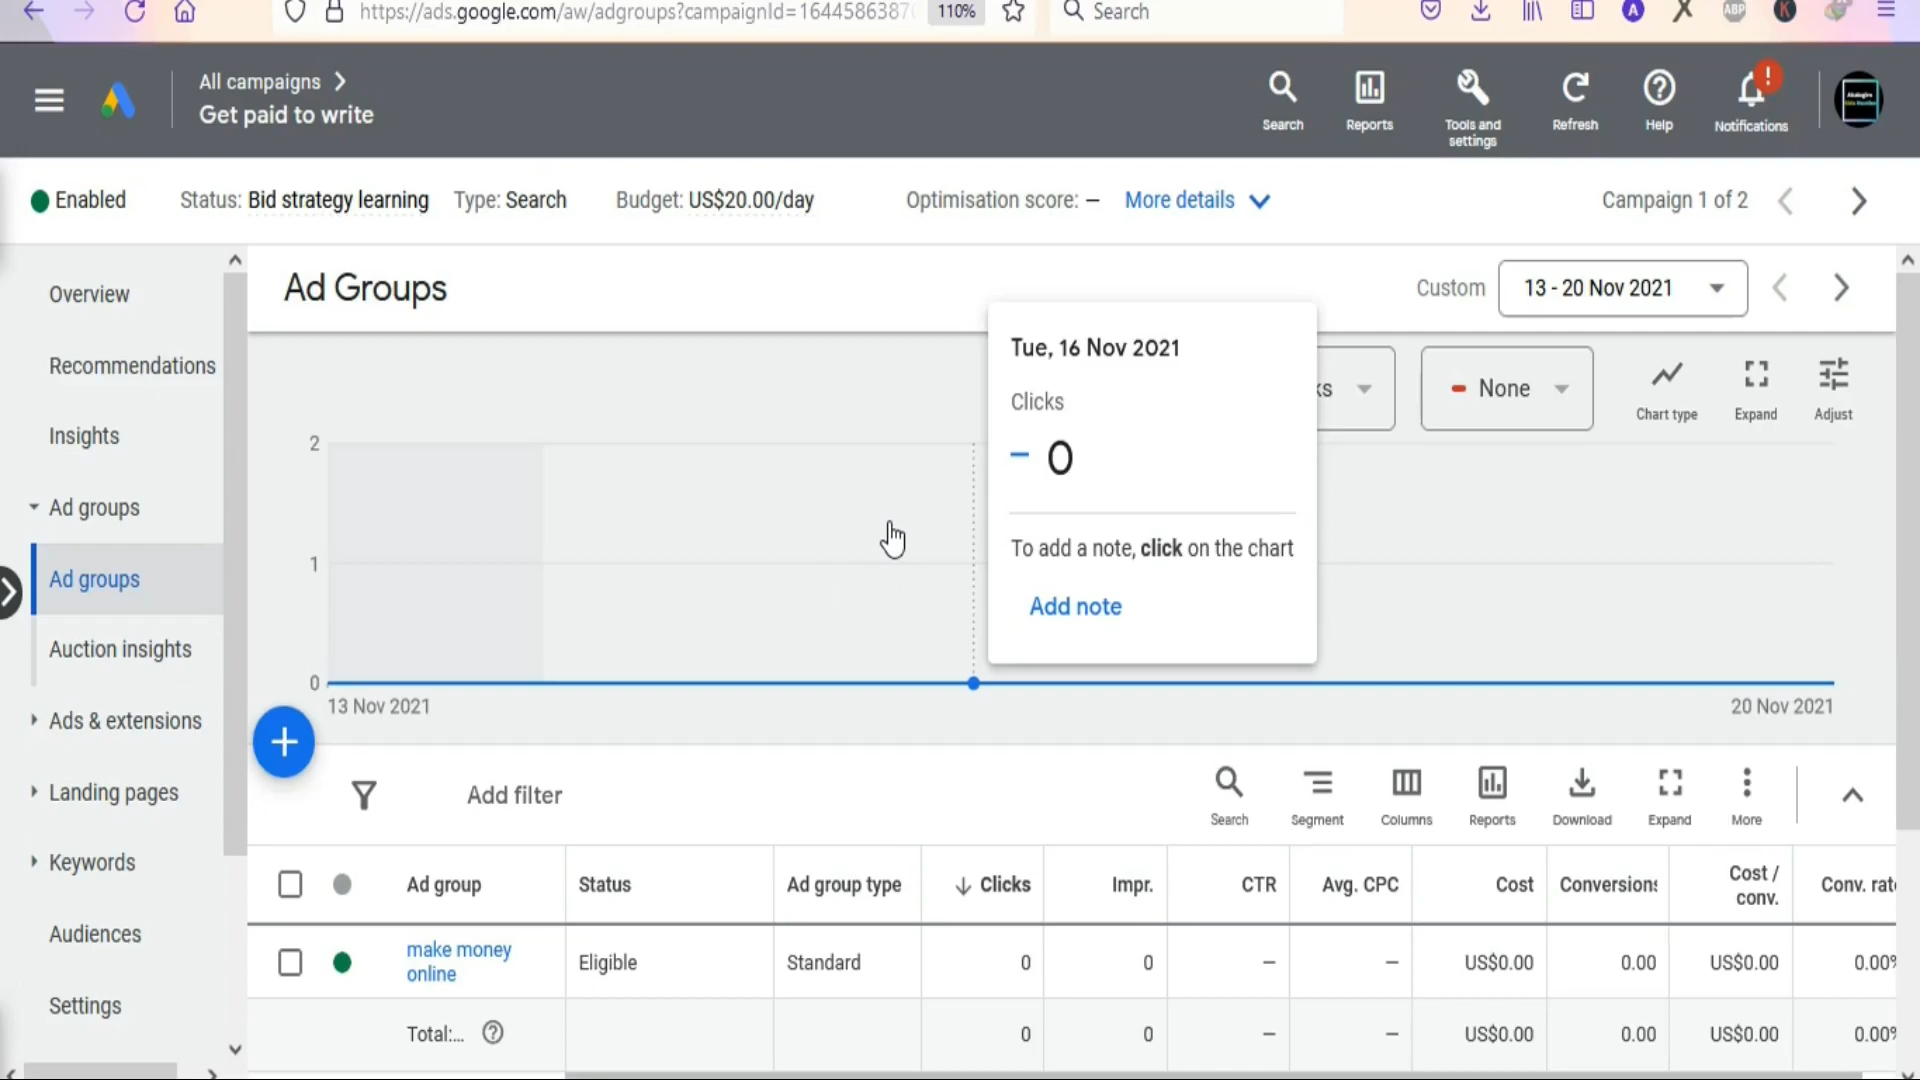 https://ads.google.com/aw/adgroups?campaignId=1644586387
110%
Search
All campaigns
Get paid to write
Search
Reports
Tools and
settings
Refresh
Help
Notifications
Enabled
Status: Bid strategy learning
Type: Search
Budget: US$20.00/day
Optimisation score: –
More details
Campaign 1 of 2
Overview
Recommendations
Insights
Ad groups
Ad groups
Auction insights
Ads & extensions
Landing pages
Keywords
Audiences
Settings
Ad Groups
Custom
13 - 20 Nov 2021
Tue, 16 Nov 2021
Clicks
0
To add a note, click on the chart
Add note
ks
None
Chart type
Expand
Adjust
2
1
0
13 Nov 2021
20 Nov 2021
Add filter
Search
Segment
Columns
Reports
Download
Expand
More
Ad group
Status
Ad group type
Clicks
Impr.
CTR
Avg. CPC
Cost
Conversions
Cost /
conv.
Conv. rat
make money
online
Eligible
Standard
0
0
–
–
US$0.00
0.00
US$0.00
0.00%
Total:...
0
0
–
–
US$0.00
0.00
US$0.00
0.00%